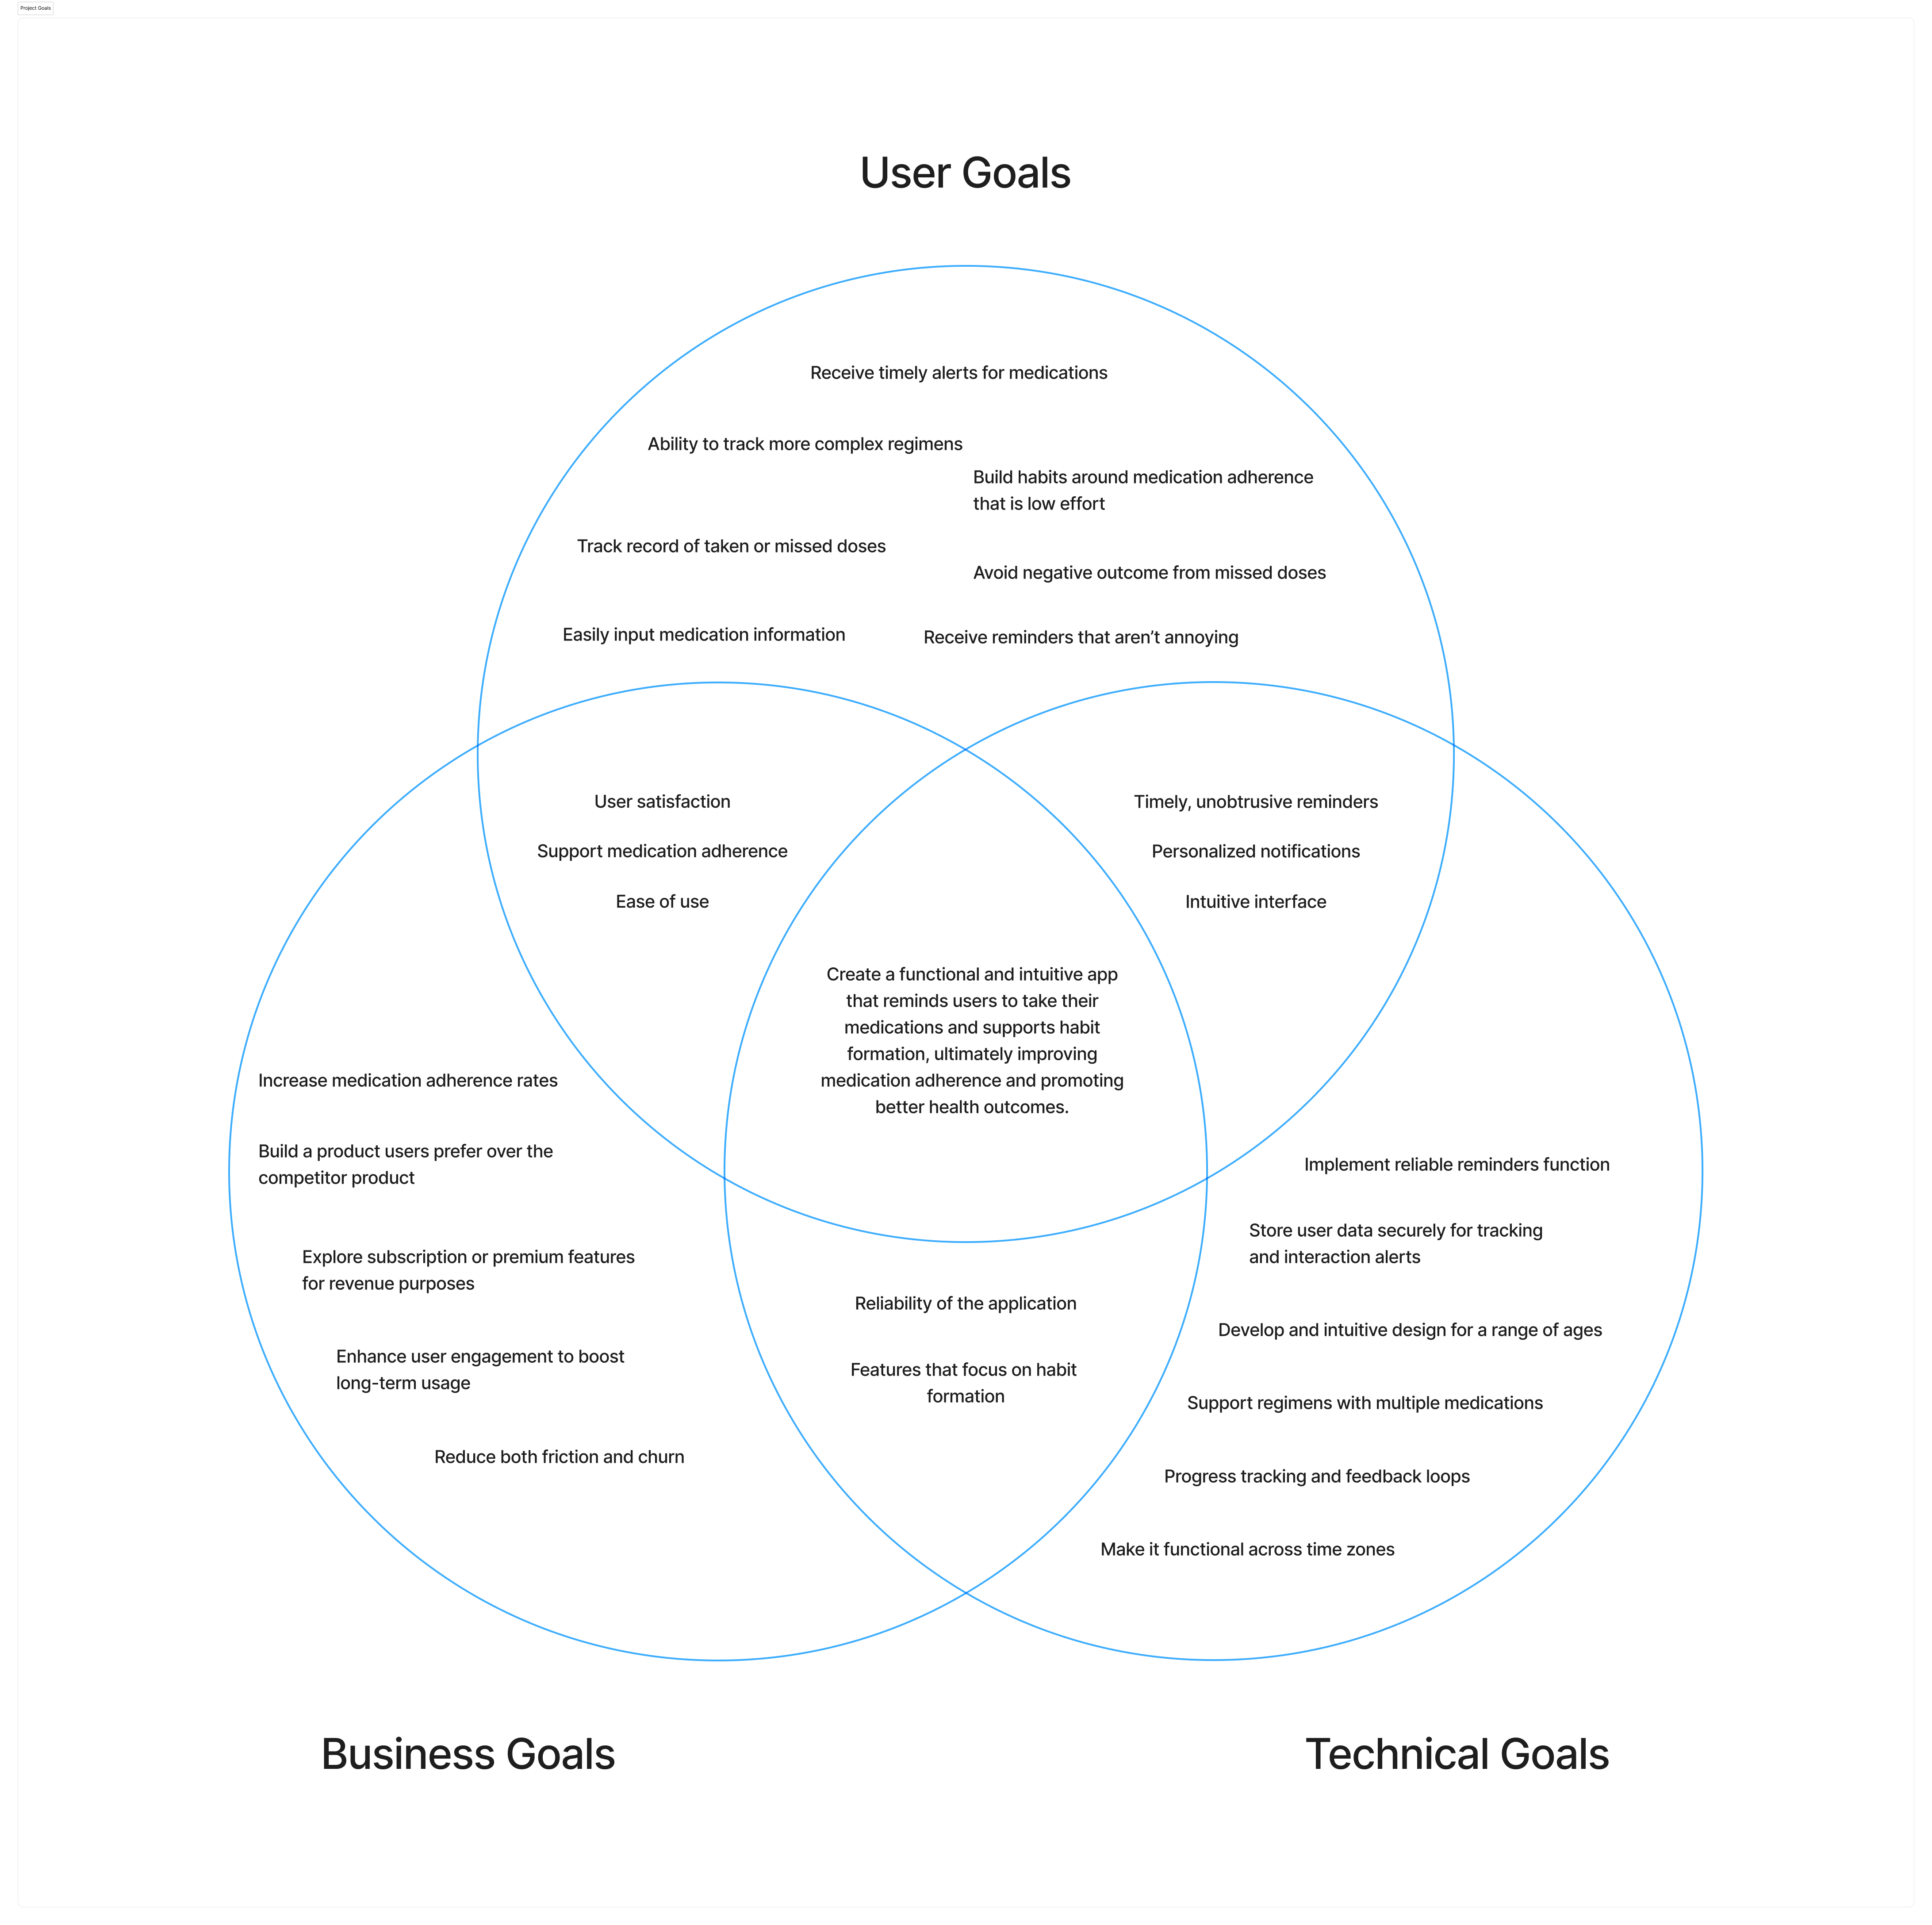 Project Goals
User Goals
Receive timely alerts for medications
Ability to track more complex regimens
Build habits around medication adherence
that is low effort
Track record of taken or missed doses
Avoid negative outcome from missed doses
Easily input medication information
Receive reminders that aren’t annoying
User satisfaction
Support medication adherence
Ease of use
Timely, unobtrusive reminders
Personalized notifications
Intuitive interface
Create a functional and intuitive app
that reminds users to take their
medications and supports habit
formation, ultimately improving
medication adherence and promoting
better health outcomes.
Increase medication adherence rates
Build a product users prefer over the
competitor product
Explore subscription or premium features
for revenue purposes
Enhance user engagement to boost
long-term usage
Reduce both friction and churn
Reliability of the application
Features that focus on habit
formation
Implement reliable reminders function
Store user data securely for tracking
and interaction alerts
Develop and intuitive design for a range of ages
Support regimens with multiple medications
Progress tracking and feedback loops
Make it functional across time zones
Business Goals
Technical Goals